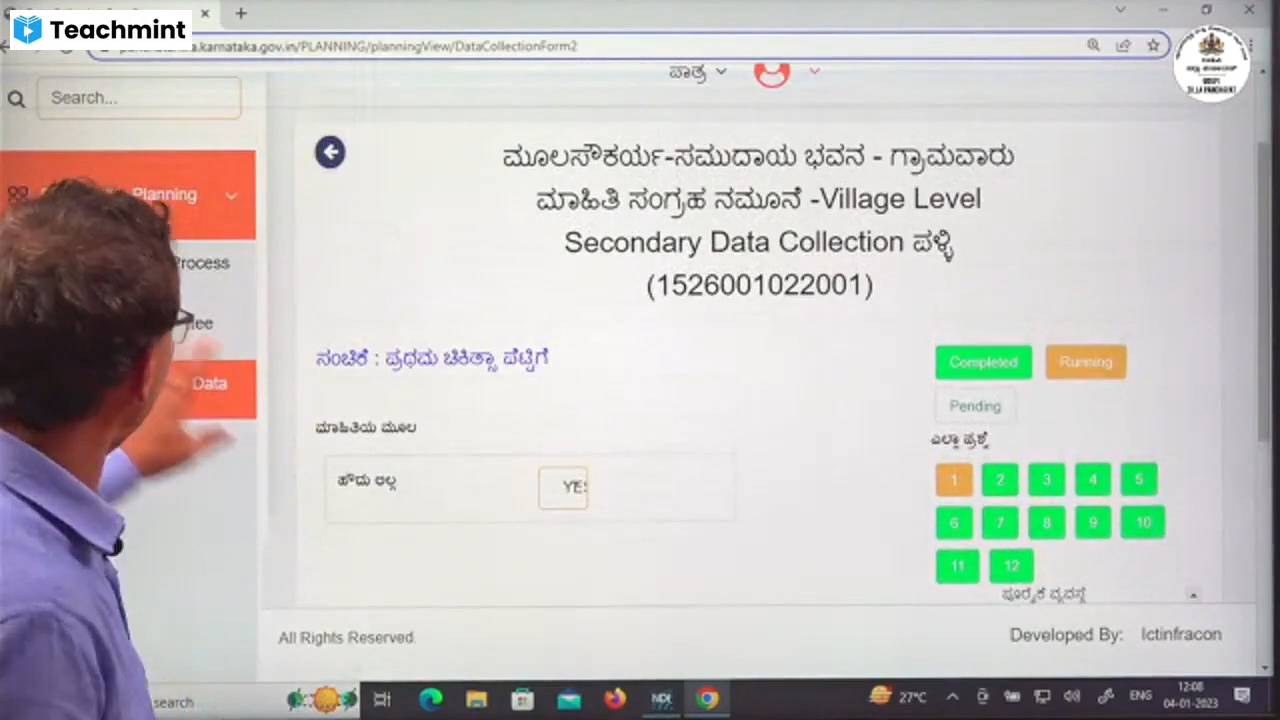 Teachmint
karnataka.gov.in/PLANNING/planningView/DataCollectionForm2
Search...
ಪಾತ್ರ
Planning
Process
Data
ಮೂಲಸೌಕರ್ಯ-ಸಮುದಾಯ ಭವನ - ಗ್ರಾಮವಾರು
ಮಾಹಿತಿ ಸಂಗ್ರಹ ನಮೂನೆ -Village Level
Secondary Data Collection ಪಳ್ಳಿ
(1526001022001)
ಸಂಚಿಕೆ : ಪ್ರಥಮ ಚಿಕಿತ್ಸಾ ಪೆಟ್ಟಿಗೆ
Completed Running
Pending
ಮಾಹಿತಿಯ ಮೂಲ
ಎಲ್ಲಾ ಪ್ರಶ್ನೆ
ಹೌದು ಅಲ್ಲ YES
1 2 3 4 5
6 7 8 9 10
11 12
All Rights Reserved.
Developed By: Ictinfracon
search
27°C
ENG
12:08
04-01-2023